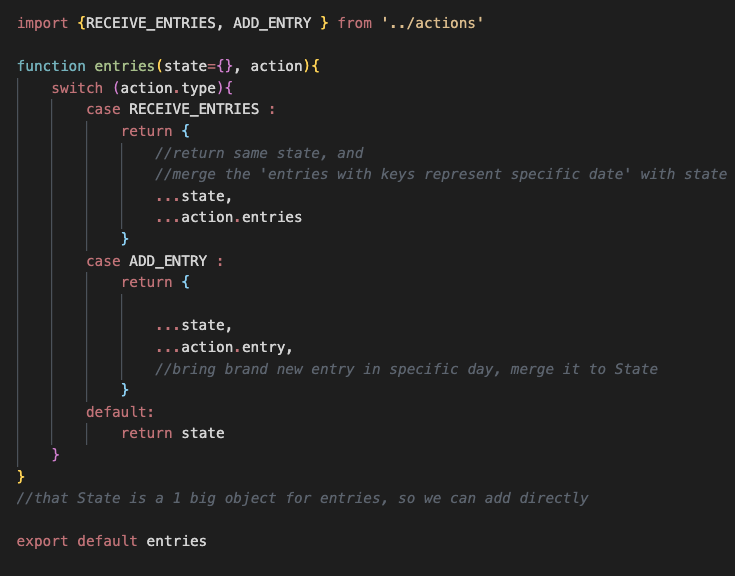 import {RECEIVE_ENTRIES, ADD_ENTRY } from '../actions'
function entries(state={}, action){
switch (action.type){
case RECEIVE_ENTRIES :
return {
//return same state, and
//merge the 'entries with keys represent specific date' with state
...state,
...action.entries
}
case ADD_ENTRY :
return {
...state,
...action.entry,
//bring brand new entry in specific day, merge it to State
}
default:
return state
}
}
//that State is a 1 big object for entries, so we can add directly
export default entries